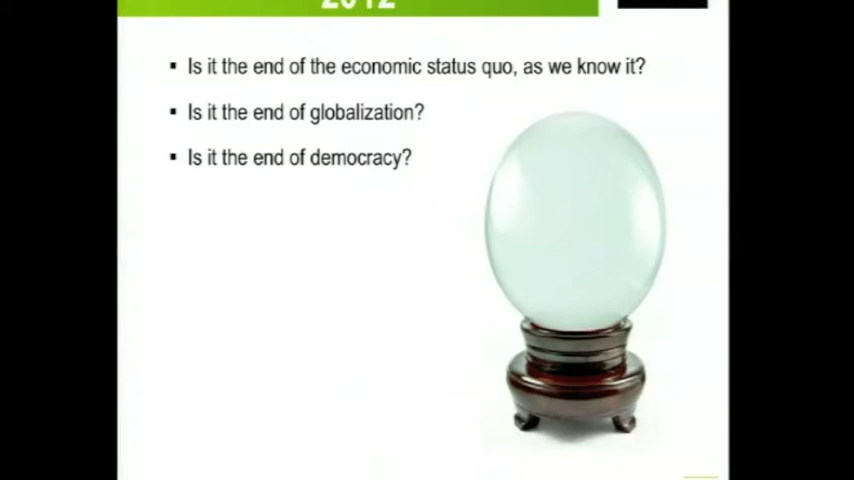 2012
▪ Is it the end of the economic status quo, as we know it?
▪ Is it the end of globalization?
▪ Is it the end of democracy?